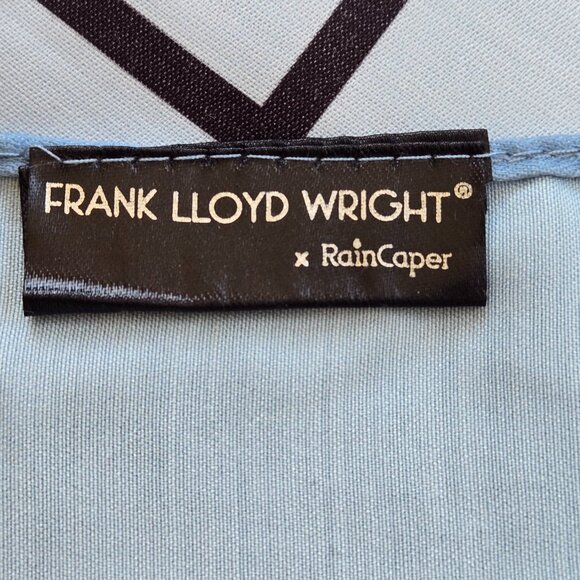 FRANK LLOYD WRIGHT®
x RainCaper